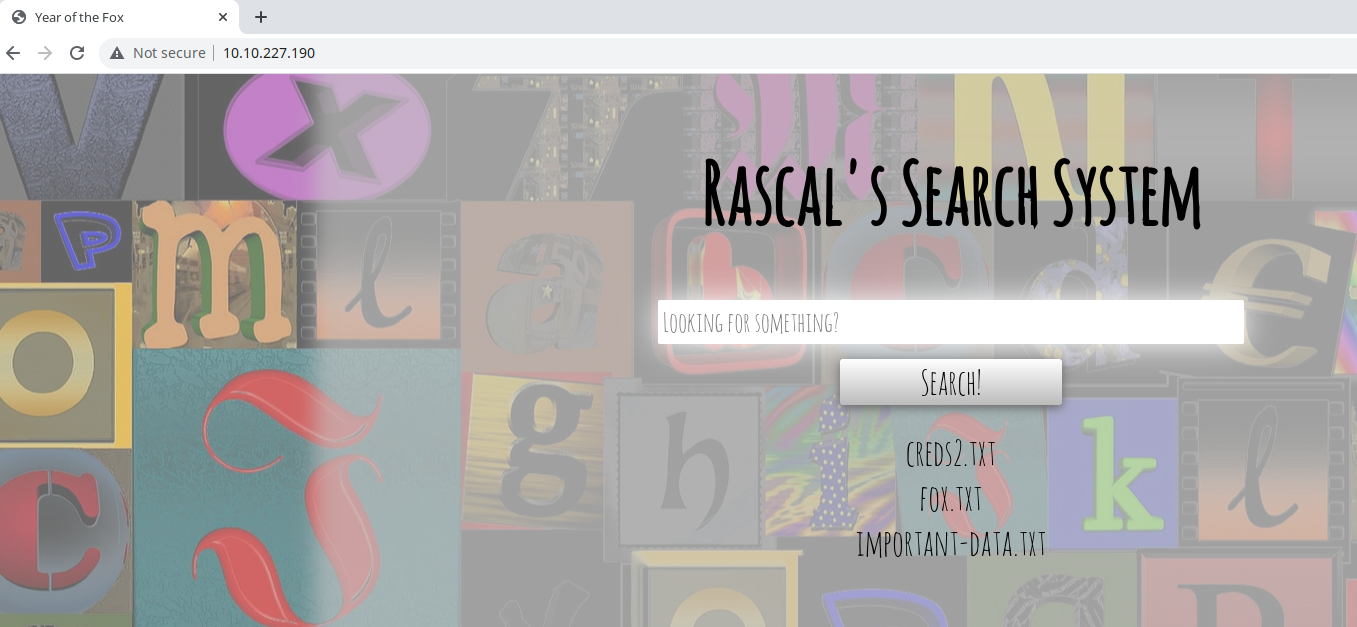 Year of the Fox
Not secure | 10.10.227.190
Rascal's Search System
Looking for something?
Search!
creds2.txt
fox.txt
important-data.txt